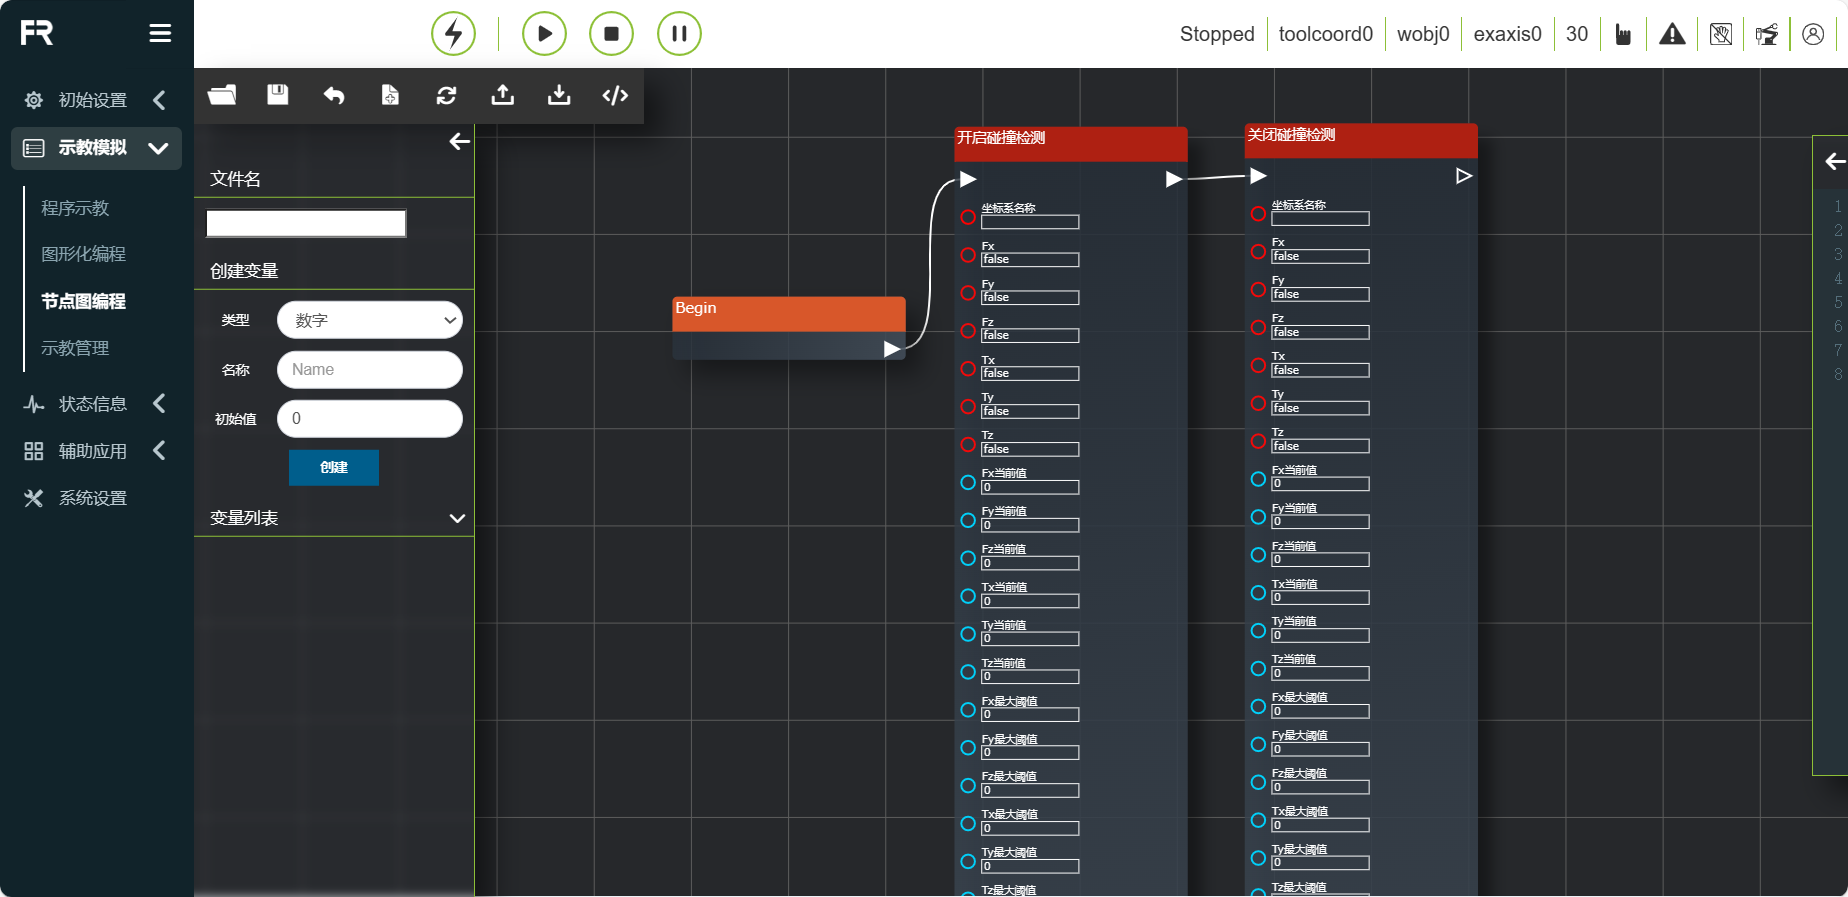 FR
Stopped
toolcoord0
wobj0
exaxis0
30
初始设置
示教模拟
程序示教
图形化编程
节点图编程
示教管理
状态信息
辅助应用
系统设置
文件名
创建变量
类型
数字
名称
Name
初始值
0
创建
变量列表
Begin
开启碰撞检测
坐标系名称
Fx
false
Fy
false
Fz
false
Tx
false
Ty
false
Tz
false
Fx当前值
0
Fy当前值
0
Fz当前值
0
Tx当前值
0
Ty当前值
0
Tz当前值
0
Fx最大阈值
0
Fy最大阈值
0
Fz最大阈值
0
Tx最大阈值
0
Ty最大阈值
0
Tz最大阈值
关闭碰撞检测
坐标系名称
Fx
false
Fy
false
Fz
false
Tx
false
Ty
false
Tz
false
Fx当前值
0
Fy当前值
0
Fz当前值
0
Tx当前值
0
Ty当前值
0
Tz当前值
0
Fx最大阈值
0
Fy最大阈值
0
Fz最大阈值
0
Tx最大阈值
0
Ty最大阈值
0
Tz最大阈值
1
2
3
4
5
6
7
8